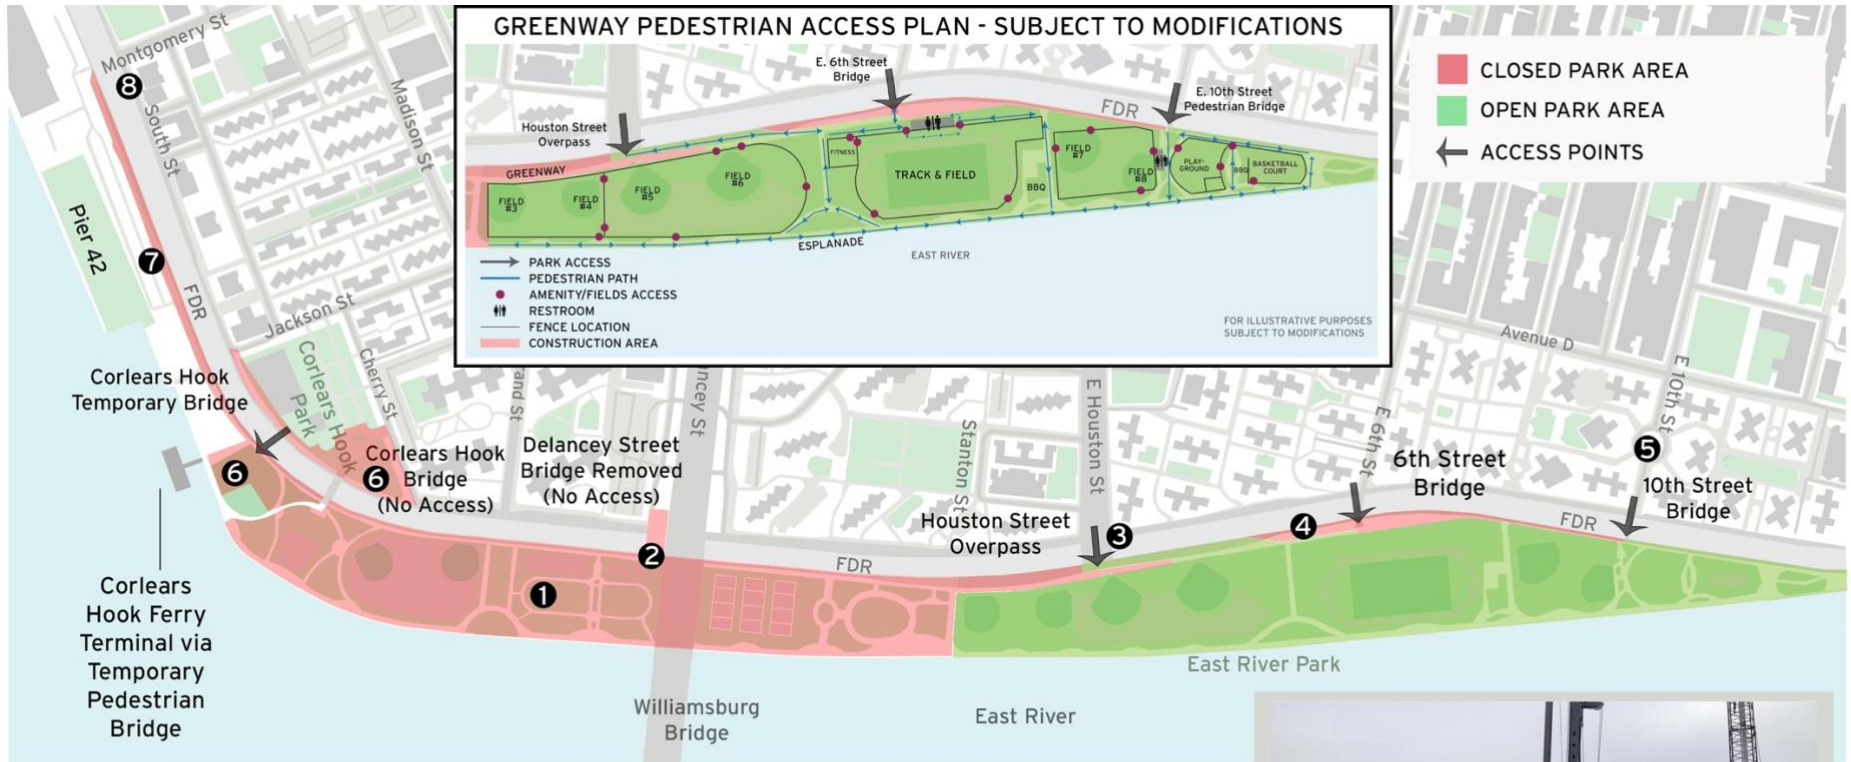 GREENWAY PEDESTRIAN ACCESS PLAN - SUBJECT TO MODIFICATIONS
E. 6th Street
Bridge
E. 10th Street
Pedestrian Bridge
FDR
Houston Street
Overpass
GREENWAY
FIELD
#3
FIELD
#4
FIELD
#5
FIELD
#6
FITNESS
TRACK & FIELD
BBQ
FIELD
#7
FIELD
#8
PLAY-
GROUND
BBQ
BASKETBALL
COURT
ESPLANADE
EAST RIVER
PARK ACCESS
PEDESTRIAN PATH
AMENITY/FIELDS ACCESS
RESTROOM
FENCE LOCATION
CONSTRUCTION AREA
FOR ILLUSTRATIVE PURPOSES
SUBJECT TO MODIFICATIONS
CLOSED PARK AREA
OPEN PARK AREA
ACCESS POINTS
Montgomery St
8
South St
Madison St
Pier 42
7
FDR
Jackson St
Cherry St
Corlears Hook
Park
Corlears Hook
Temporary Bridge
6
6
Corlears Hook
Bridge
(No Access)
Delancey Street
Bridge Removed
(No Access)
Stanton St
E Houston St
E 6th St
Avenue D
E 10th St
5
6th Street
Bridge
10th Street
Bridge
Houston Street
Overpass
3
4
FDR
2
FDR
1
Corlears
Hook Ferry
Terminal via
Temporary
Pedestrian
Bridge
East River Park
Williamsburg
Bridge
East River